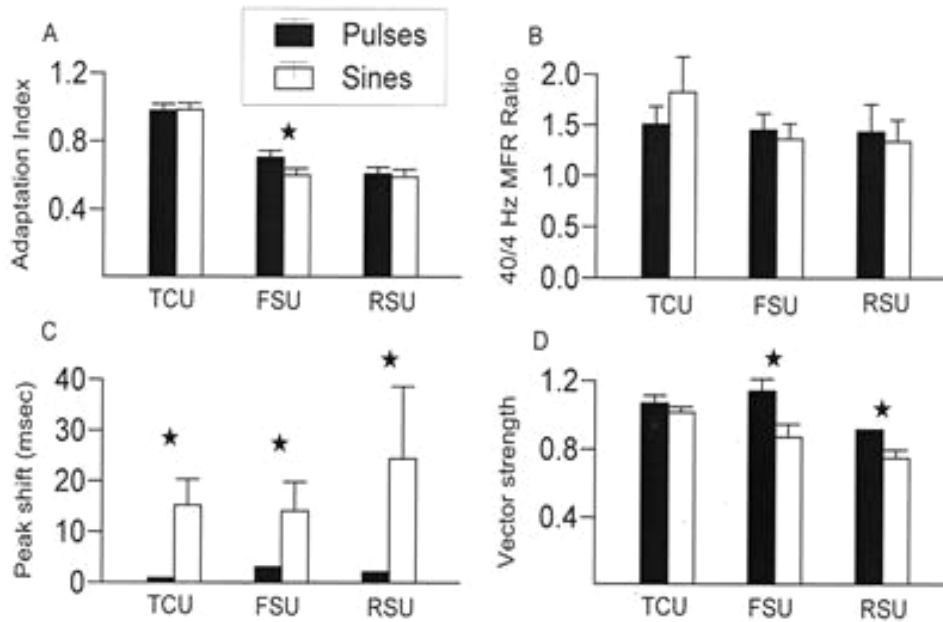 A
Pulses
Sines
Adaptation Index
1.2
0.8
0.4
TCU FSU RSU
B
40/4 Hz MFR Ratio
2.0
1.5
1.0
0.5
0.0
TCU FSU RSU
C
Peak shift (msec)
40
30
20
10
0
TCU FSU RSU
D
Vector strength
1.2
0.8
0.4
TCU FSU RSU